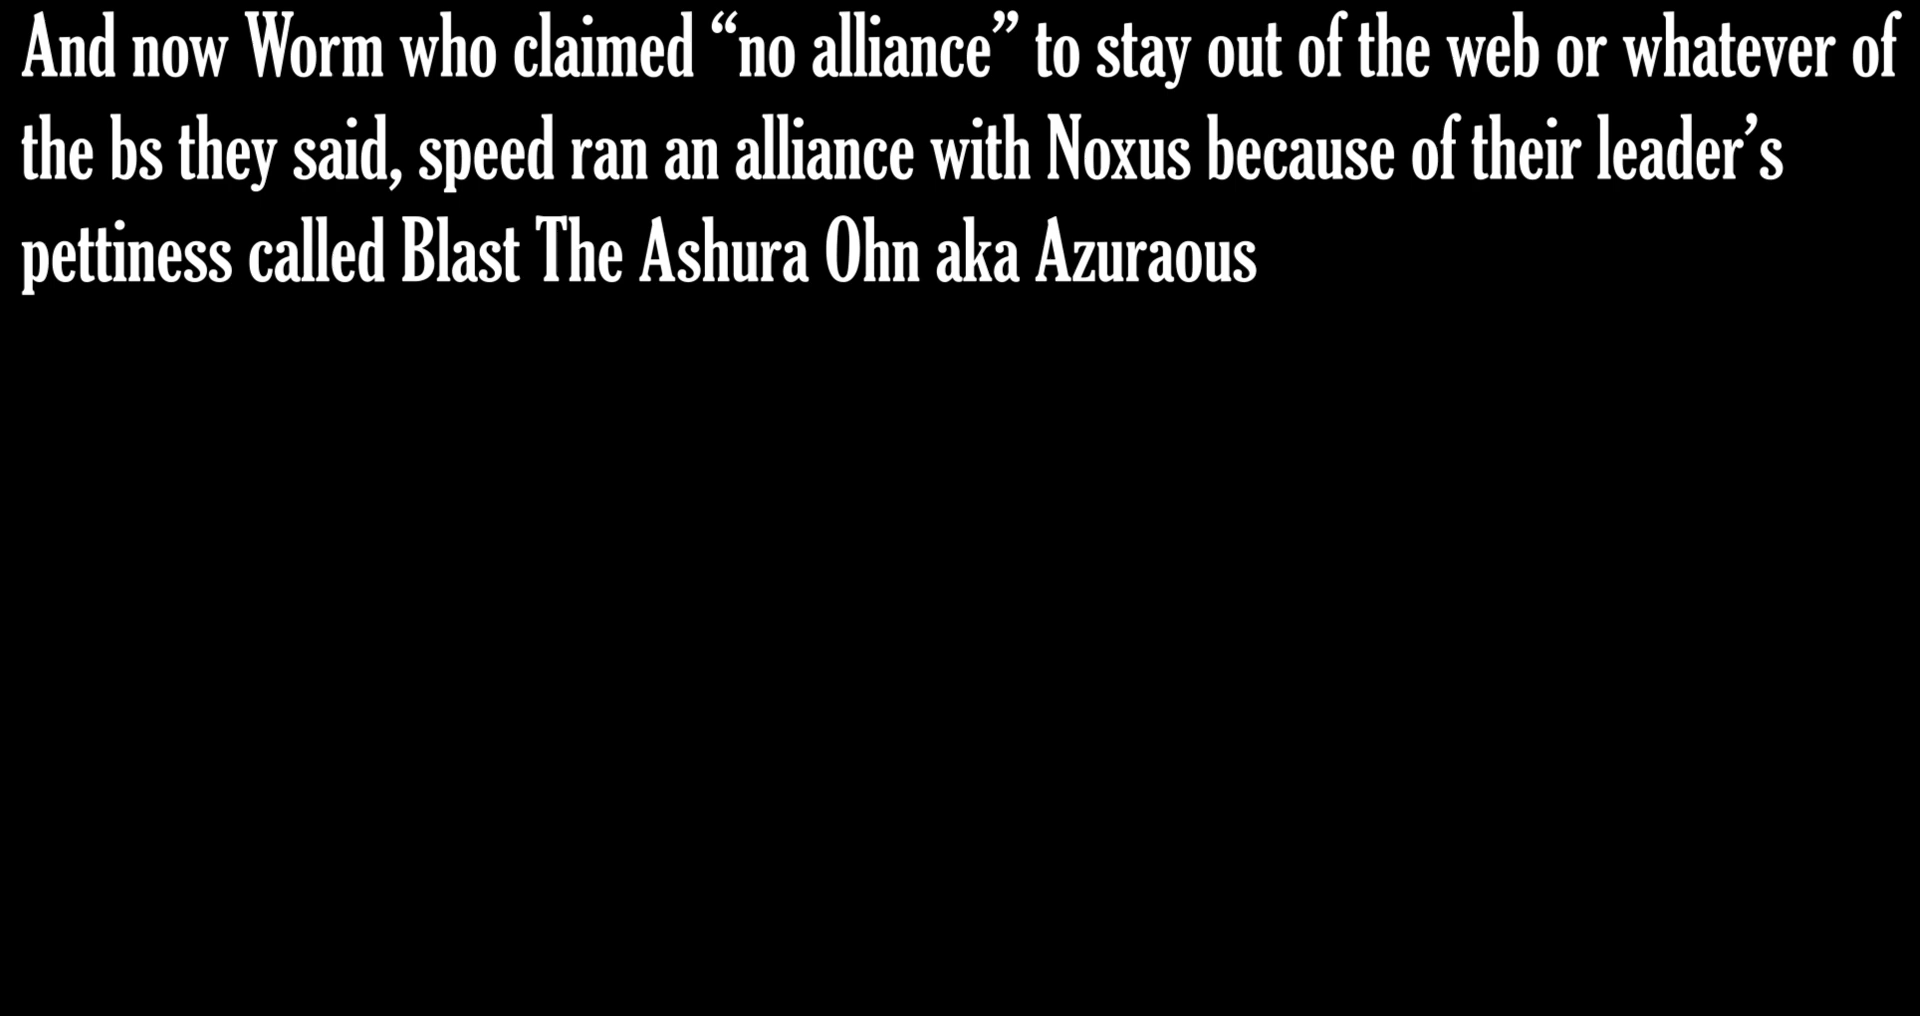 And now Worm who claimed “no alliance” to stay out of the web or whatever of
the bs they said, speed ran an alliance with Noxus because of their leader’s
pettiness called Blast The Ashura Ohn aka Azuraous